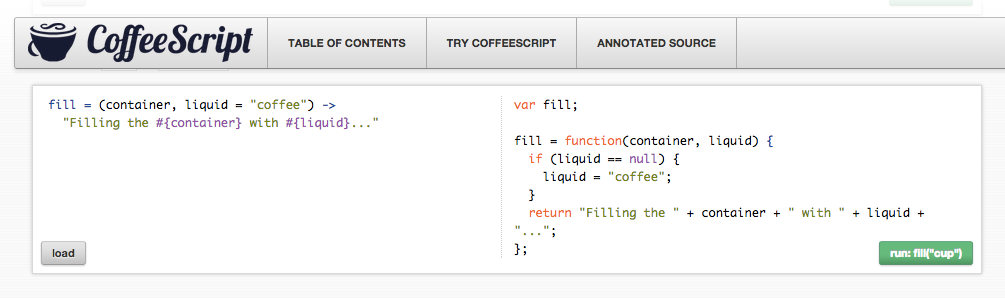 CoffeeScript TABLE OF CONTENTS TRY COFFEESCRIPT ANNOTATED SOURCE
fill = (container, liquid = "coffee") ->
  "Filling the #{container} with #{liquid}..."
var fill;
fill = function(container, liquid) {
  if (liquid == null) {
    liquid = "coffee";
  }
  return "Filling the " + container + " with " + liquid +
"...";
};
load
run: fill("cup")